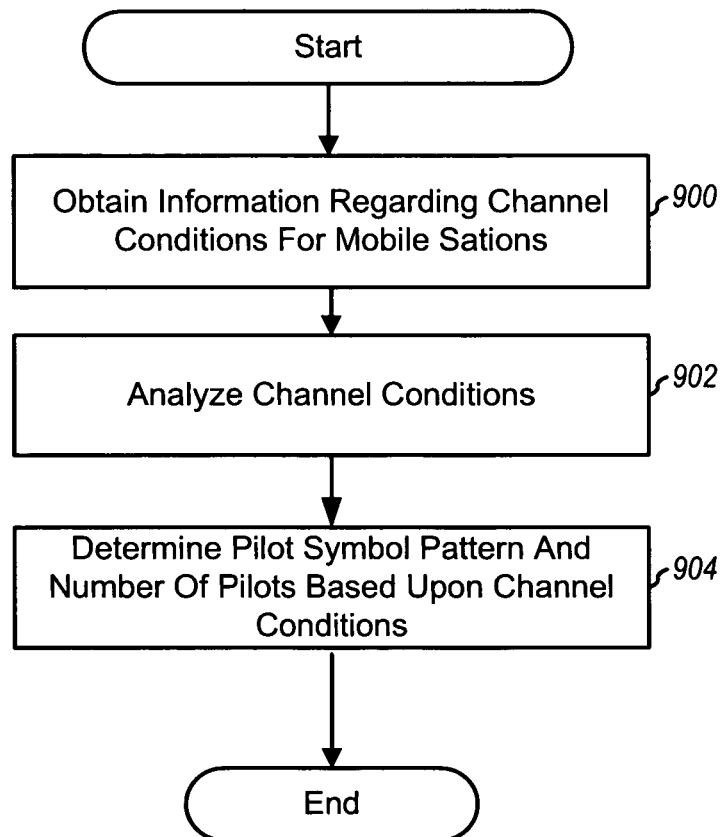 Start
Obtain Information Regarding Channel
Conditions For Mobile Sations
900
Analyze Channel Conditions
902
Determine Pilot Symbol Pattern And
Number Of Pilots Based Upon Channel
Conditions
904
End